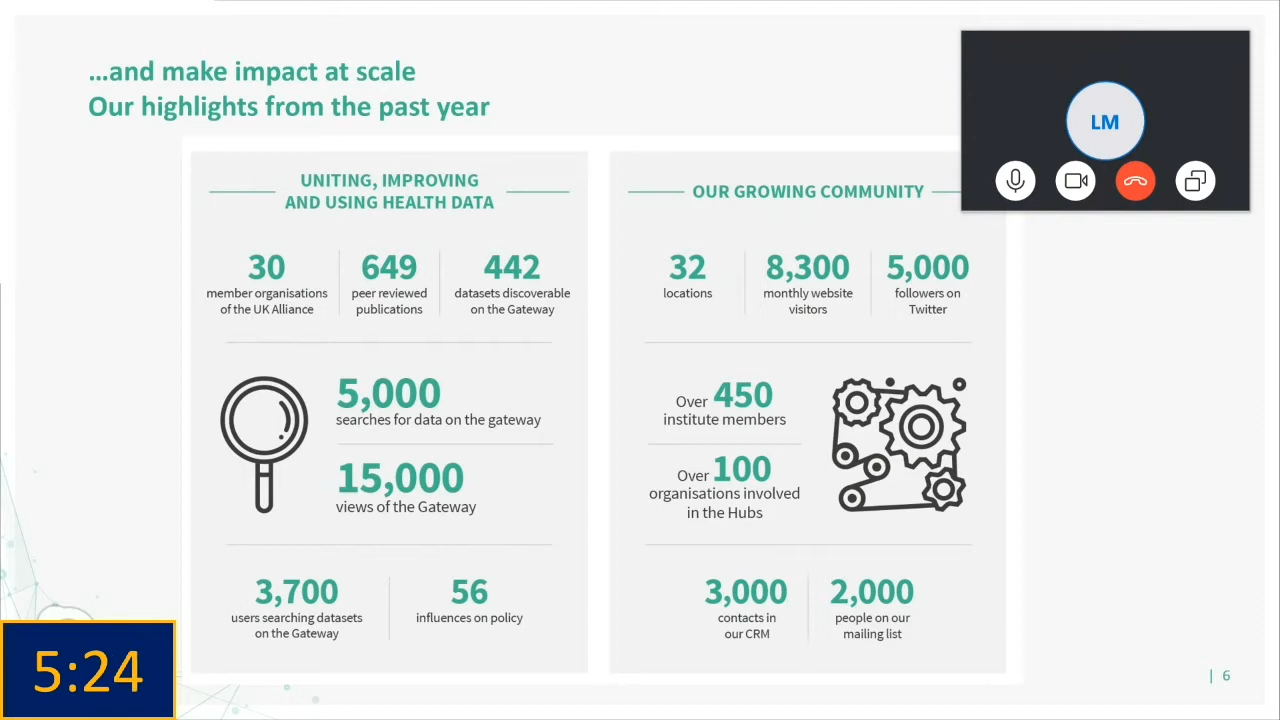 …and make impact at scale
Our highlights from the past year
LM
UNITING, IMPROVING
AND USING HEALTH DATA
30
member organisations
of the UK Alliance
649
peer reviewed
publications
442
datasets discoverable
on the Gateway
5,000
searches for data on the gateway
15,000
views of the Gateway
3,700
users searching datasets
on the Gateway
56
influences on policy
OUR GROWING COMMUNITY
32
locations
8,300
monthly website
visitors
5,000
followers on
Twitter
Over 450
institute members
Over 100
organisations involved
in the Hubs
3,000
contacts in
our CRM
2,000
people on our
mailing list
5:24
| 6